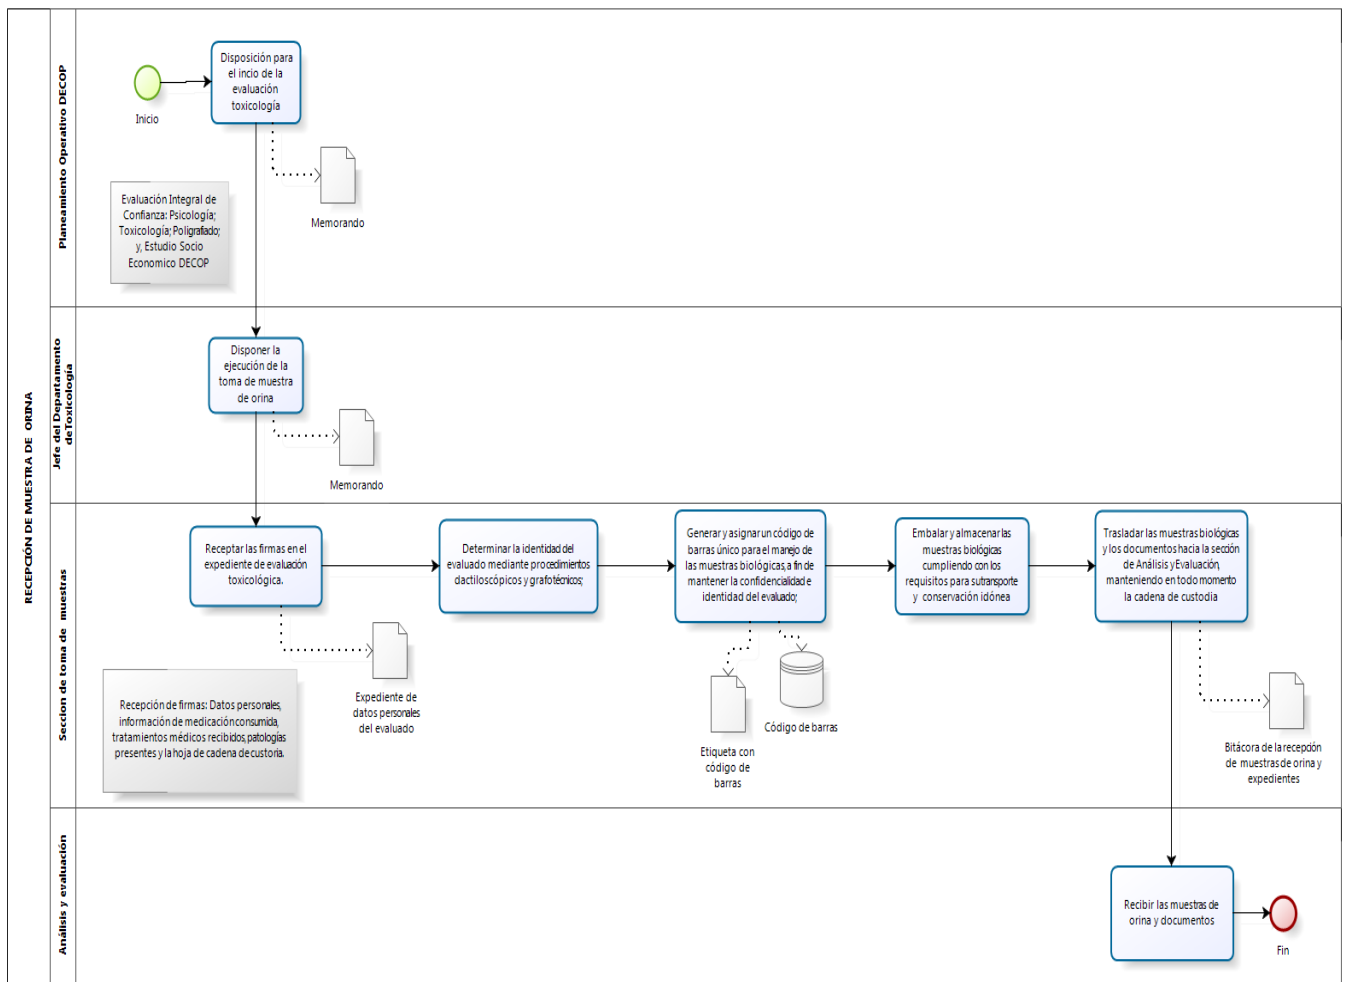 RECEPCIÓN DE MUESTRA DE ORINA
Planeamiento Operativo DECOP
Inicio
Disposición para
el incio de la
evaluación
toxicología
Memorando
Evaluación Integral de
Confianza: Psicología;
Toxicología; Poligrafiado;
y, Estudio Socio
Economico DECOP
Jefe del Departamento
deToxicología
Disponer la
ejecución de la
toma de muestra
de orina
Memorando
Seccion de toma de muestras
Receptar las firmas en el
expediente de evaluación
toxicológica.
Determinar la identidad del
evaluado mediante procedimientos
dactiloscópicos y grafotécnicos;
Generar y asignar un código de
barras único para el manejo de
las muestras biológicas, a fin de
mantener la confidencialidad e
identidad del evaluado;
Embalar y almacenar las
muestras biológicas
cumpliendo con los
requisitos para su transporte
y conservación idónea
Trasladar las muestras biológicas
y los documentos hacia la sección
de Análisis y Evaluación,
manteniendo en todo momento
la cadena de custodia
Expediente de
datos personales
del evaluado
Recepción de firmas: Datos personales,
información de medicación consumida,
tratamientos médicos recibidos, patologías
presentes y la hoja de cadena de custoria.
Etiqueta con
código de
barras
Código de barras
Bitácora de la recepción
de muestras de orina y
expedientes
Análisis y evaluación
Recibir las muestras de
orina y documentos
Fin